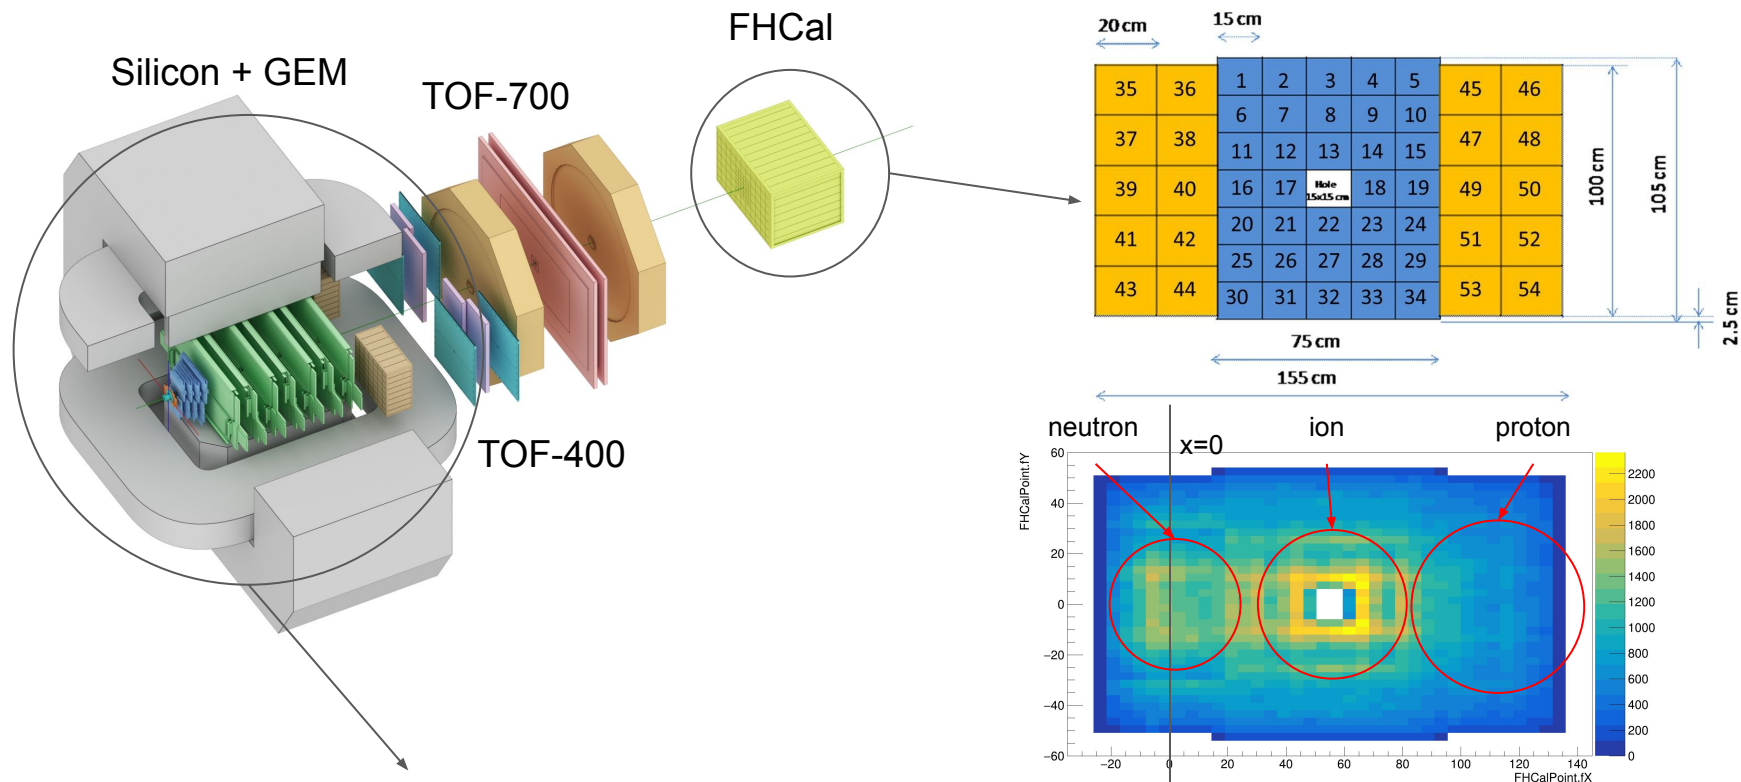 FHCal
Silicon + GEM
TOF-700
TOF-400
20 cm
15 cm
35 36 1 2 3 4 5 45 46
6 7 8 9 10
37 38 11 12 13 14 15 47 48
39 40 16 17 Hole 18 19 49 50
15x15 cm
41 42 20 21 22 23 24 51 52
25 26 27 28 29
43 44 30 31 32 33 34 53 54
100 cm
105 cm
2.5 cm
75 cm
155 cm
neutron ion proton
x=0
FHCalPoint.fY
60
40
20
0
−20
−40
−60
−20 0 20 40 60 80 100 120 140
FHCalPoint.fX
2200
2000
1800
1600
1400
1200
1000
800
600
400
200
0